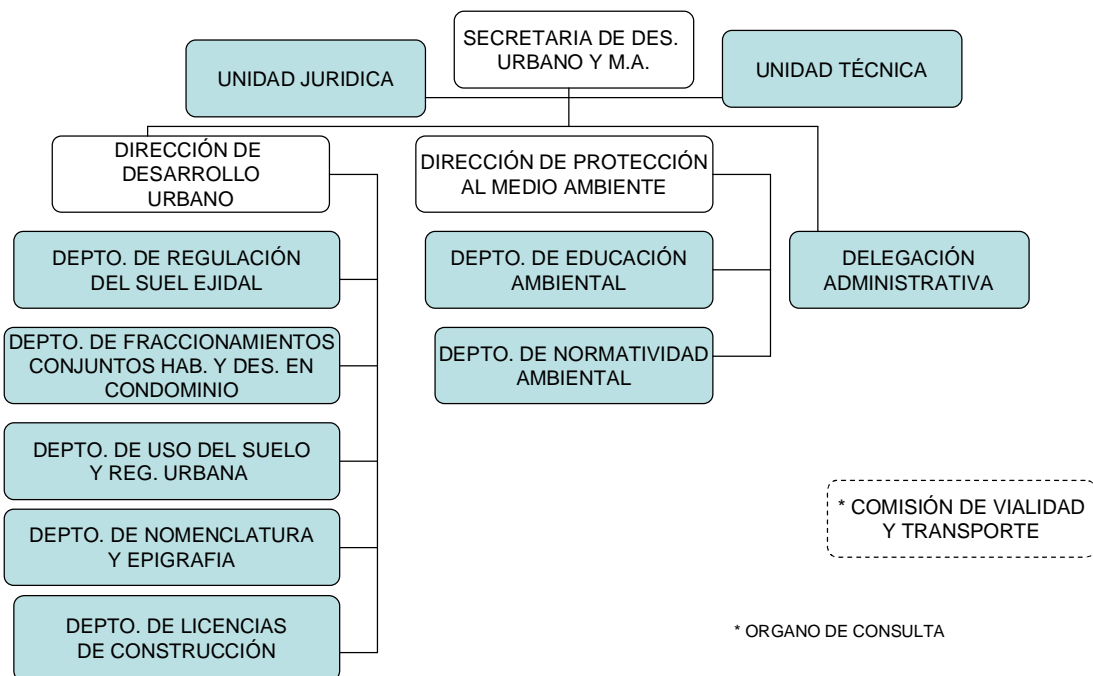 SECRETARIA DE DES.
URBANO Y M.A.
UNIDAD JURIDICA
UNIDAD TÉCNICA
DIRECCIÓN DE
DESARROLLO
URBANO
DIRECCIÓN DE PROTECCIÓN
AL MEDIO AMBIENTE
DEPTO. DE REGULACIÓN
DEL SUEL EJIDAL
DEPTO. DE EDUCACIÓN
AMBIENTAL
DELEGACIÓN
ADMINISTRATIVA
DEPTO. DE FRACCIONAMIENTOS
CONJUNTOS HAB. Y DES. EN
CONDOMINIO
DEPTO. DE NORMATIVIDAD
AMBIENTAL
DEPTO. DE USO DEL SUELO
Y REG. URBANA
* COMISIÓN DE VIALIDAD
Y TRANSPORTE
DEPTO. DE NOMENCLATURA
Y EPIGRAFIA
DEPTO. DE LICENCIAS
DE CONSTRUCCIÓN
* ORGANO DE CONSULTA